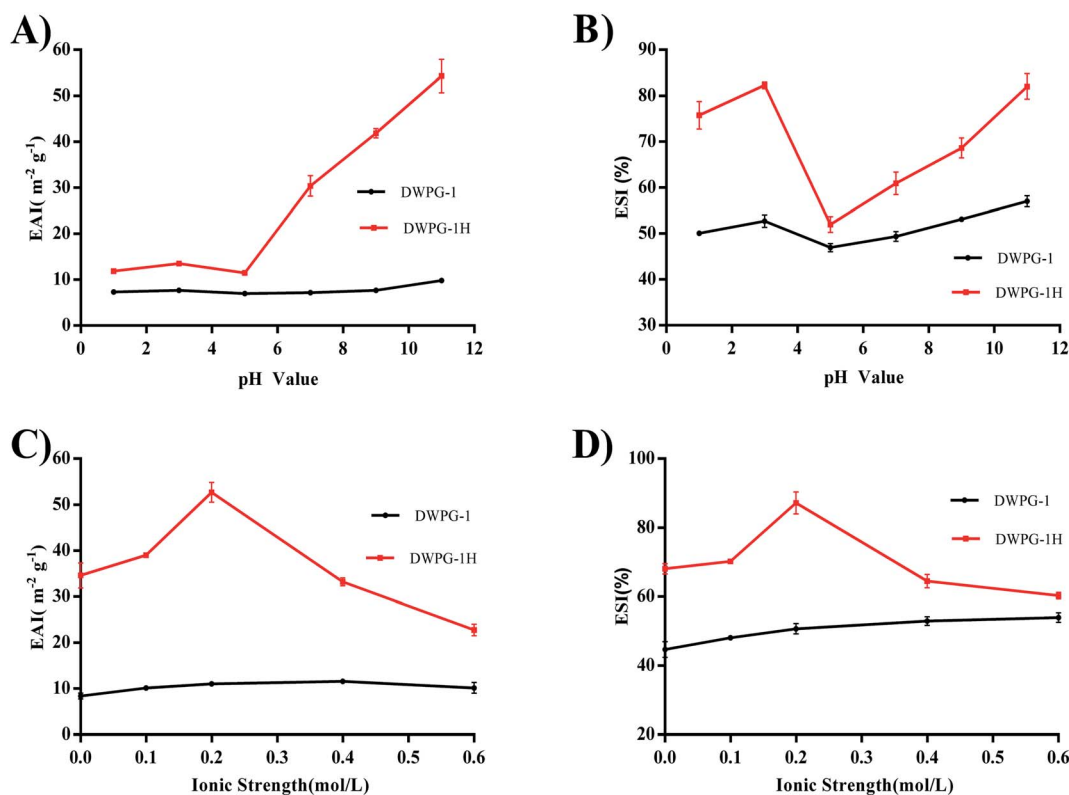 A)
60
50
40
30
20
10
0
EAI( m⁻² g⁻¹)
DWPG-1
DWPG-1H
0 2 4 6 8 10 12
pH Value
B)
90
80
70
60
50
40
30
ESI (%)
DWPG-1
DWPG-1H
0 2 4 6 8 10 12
pH Value
C)
60
50
40
30
20
10
0
EAI( m⁻² g⁻¹)
DWPG-1
DWPG-1H
0.0 0.1 0.2 0.3 0.4 0.5 0.6
Ionic Strength(mol/L)
D)
100
80
60
40
20
ESI(%)
DWPG-1
DWPG-1H
0.0 0.1 0.2 0.3 0.4 0.5 0.6
Ionic Strength(mol/L)